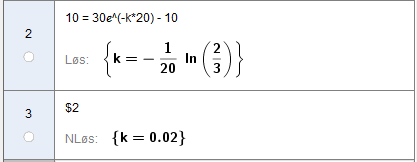 2
10 = 30e^(-k*20) - 10
Løs: {k = - 1/20 ln (2/3)}
3
$2
NLøs: {k = 0.02}